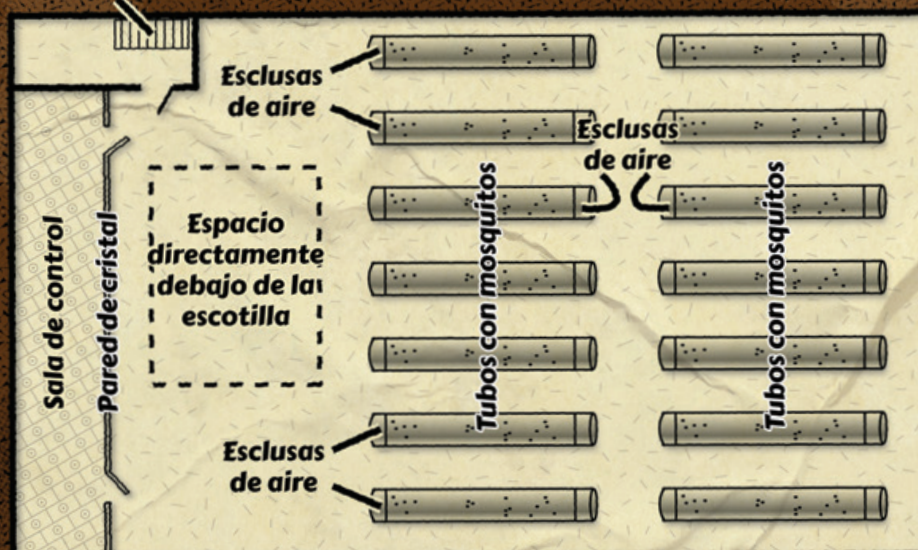 Esclusas
de aire
Esclusas
de aire
Espacio
directamente
debajo de la
escotilla
Sala de control
Pared de cristal
Tubos con mosquitos
Tubos con mosquitos
Esclusas
de aire